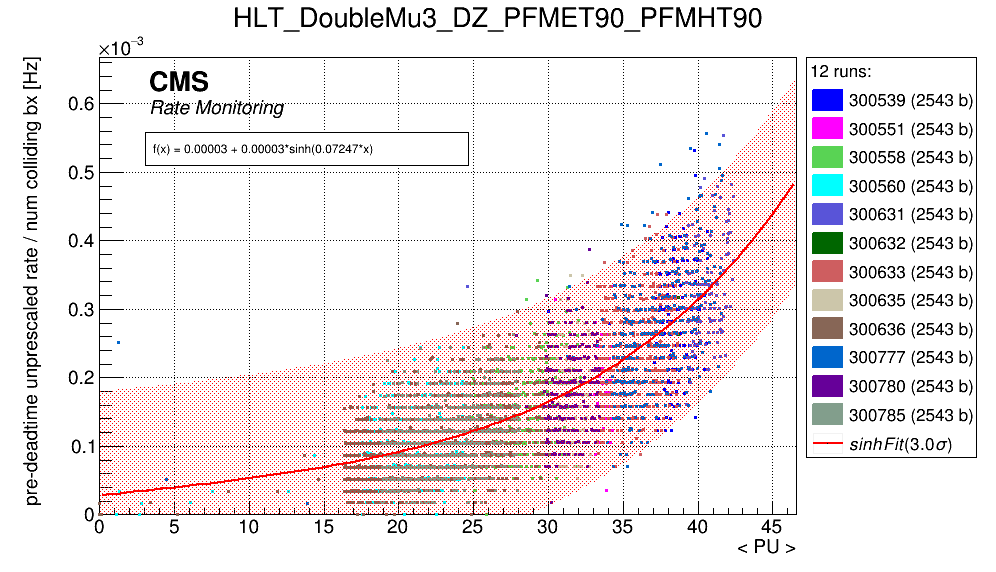 HLT_DoubleMu3_DZ_PFMET90_PFMHT90
×10⁻³
pre-deadtime unprescaled rate / num colliding bx [Hz]
CMS
Rate Monitoring
f(x) = 0.00003 + 0.00003*sinh(0.07247*x)
0.6
0.5
0.4
0.3
0.2
0.1
0
0 5 10 15 20 25 30 35 40 45
< PU >
12 runs:
300539 (2543 b)
300551 (2543 b)
300558 (2543 b)
300560 (2543 b)
300631 (2543 b)
300632 (2543 b)
300633 (2543 b)
300635 (2543 b)
300636 (2543 b)
300777 (2543 b)
300780 (2543 b)
300785 (2543 b)
sinhFit(3.0σ)